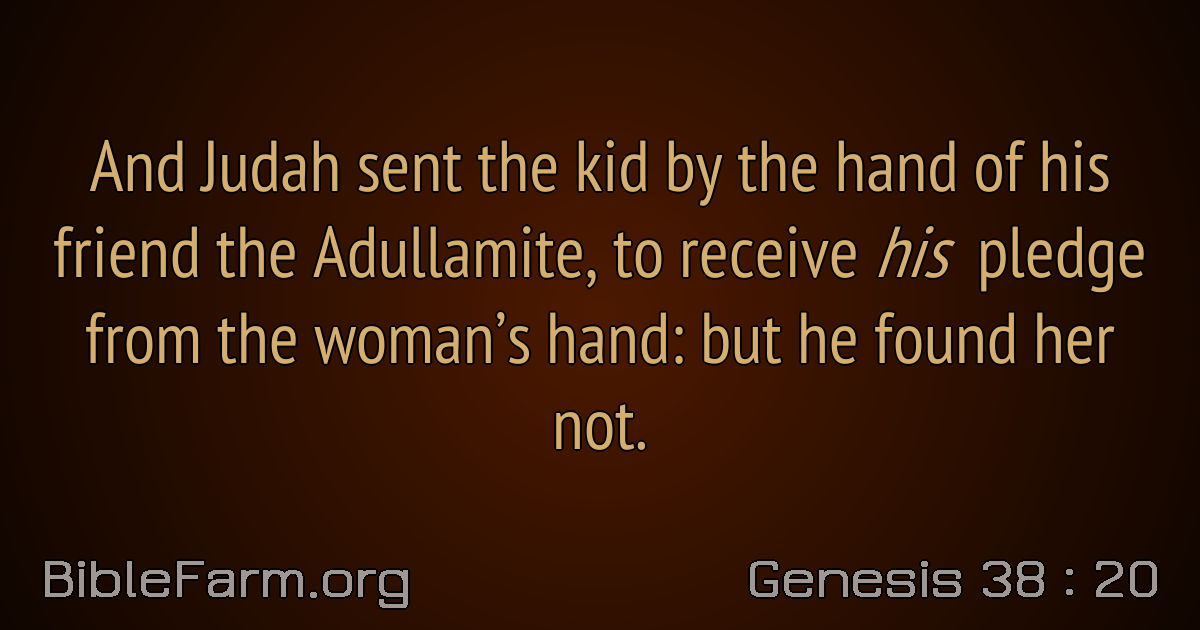 And Judah sent the kid by the hand of his
friend the Adullamite, to receive his pledge
from the woman’s hand: but he found her
not.
BibleFarm.org
Genesis 38 : 20